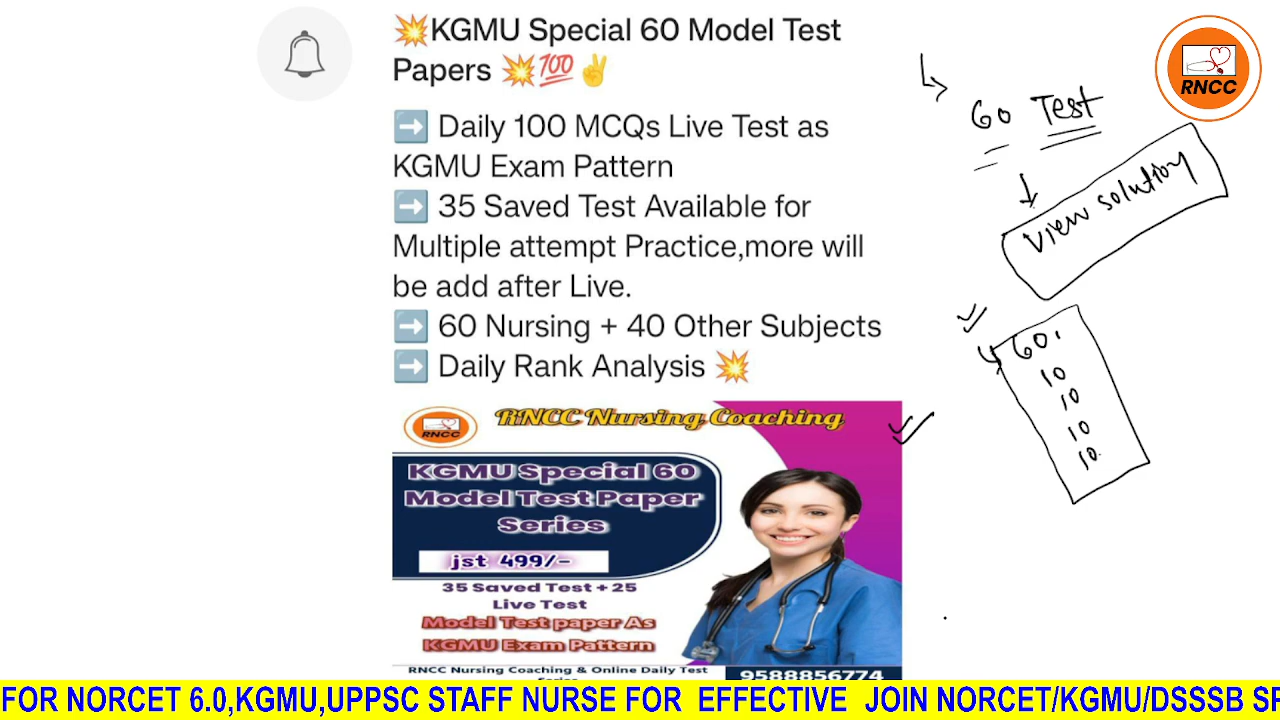 💥KGMU Special 60 Model Test
Papers 💥💯✌️
➡️ Daily 100 MCQs Live Test as
KGMU Exam Pattern
➡️ 35 Saved Test Available for
Multiple attempt Practice,more will
be add after Live.
➡️ 60 Nursing + 40 Other Subjects
➡️ Daily Rank Analysis 💥
RNCC
RNCC Nursing Coaching
KGMU Special 60
Model Test Paper
Series
jst 499/-
35 Saved Test + 25
Live Test
Model Test paper As
KGMU Exam Pattern
RNCC Nursing Coaching & Online Daily Test
9588856774
RNCC
60 Test
View solution
60
10
10
10
10
FOR NORCET 6.0,KGMU,UPPSC STAFF NURSE FOR EFFECTIVE JOIN NORCET/KGMU/DSSSB